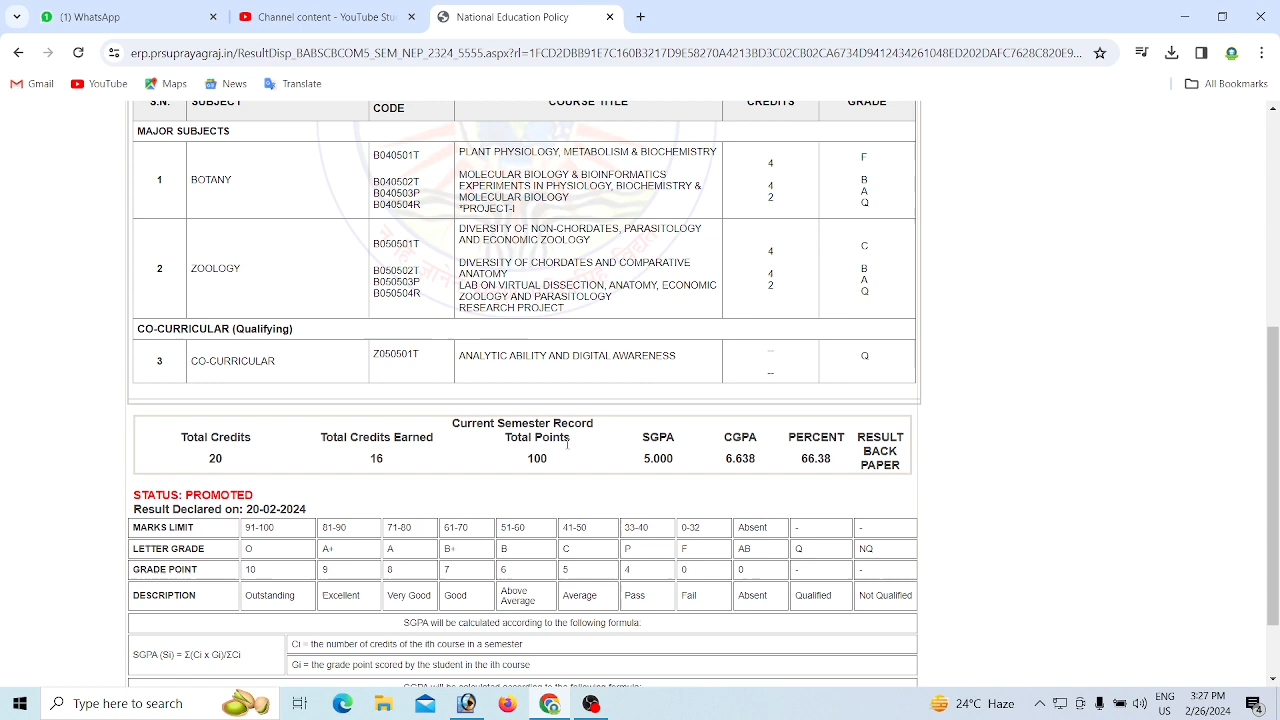 (1) WhatsApp
Channel content - YouTube Stu
National Education Policy
erp.prsuprayagraj.in/ResultDisp_BABSCBCOM5_SEM_NEP_2324_5555.aspx?
Gmail YouTube Maps News Translate All Bookmarks
S.N. SUBJECT CODE COURSE TITLE CREDITS GRADE
MAJOR SUBJECTS
1 BOTANY
B040501T PLANT PHYSIOLOGY, METABOLISM & BIOCHEMISTRY 4 F
B040502T MOLECULAR BIOLOGY & BIOINFORMATICS 4 B
B040503P EXPERIMENTS IN PHYSIOLOGY, BIOCHEMISTRY & 2 A
MOLECULAR BIOLOGY
B040504R *PROJECT-I Q
2 ZOOLOGY
B050501T DIVERSITY OF NON-CHORDATES, PARASITOLOGY 4 C
AND ECONOMIC ZOOLOGY
B050502T DIVERSITY OF CHORDATES AND COMPARATIVE 4 B
ANATOMY
B050503P LAB ON VIRTUAL DISSECTION, ANATOMY, ECONOMIC 2 A
ZOOLOGY AND PARASITOLOGY
B050504R RESEARCH PROJECT Q
CO-CURRICULAR (Qualifying)
3 CO-CURRICULAR Z050501T ANALYTIC ABILITY AND DIGITAL AWARENESS -- Q
--
Current Semester Record
Total Credits Total Credits Earned Total Points SGPA CGPA PERCENT RESULT
20 16 100 5.000 6.638 66.38 BACK
PAPER
STATUS: PROMOTED
Result Declared on: 20-02-2024
MARKS LIMIT 91-100 81-90 71-80 61-70 51-60 41-50 33-40 0-32 Absent - -
LETTER GRADE O A+ A B+ B C P F AB Q NQ
GRADE POINT 10 9 8 7 6 5 4 0 0 - -
DESCRIPTION Outstanding Excellent Very Good Good Above Average Average Pass Fail Absent Qualified Not Qualified
SGPA will be calculated according to the following formula:
SGPA (Si) = Σ(Ci x Gi)/ΣCi
Ci = the number of credits of the ith course in a semester
Gi = the grade point scored by the student in the ith course
Type here to search
24°C Haze
ENG
US
3:27 PM
2/26/2024
4